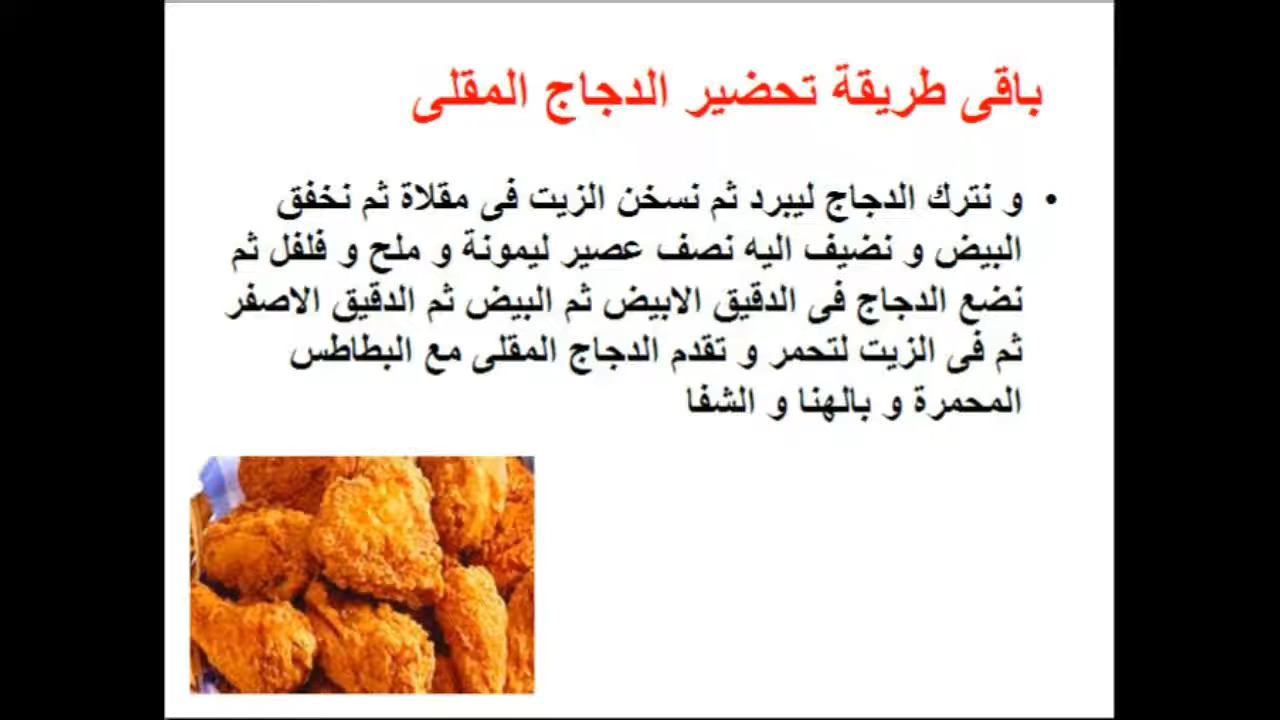 باقى طريقة تحضير الدجاج المقلى
• و نترك الدجاج ليبرد ثم نسخن الزيت فى مقلاة ثم نخفق
البيض و نضيف اليه نصف عصير ليمونة و ملح و فلفل ثم
نضع الدجاج فى الدقيق الابيض ثم البيض ثم الدقيق الاصفر
ثم فى الزيت لتحمر و تقدم الدجاج المقلى مع البطاطس
المحمرة و بالهنا و الشفا